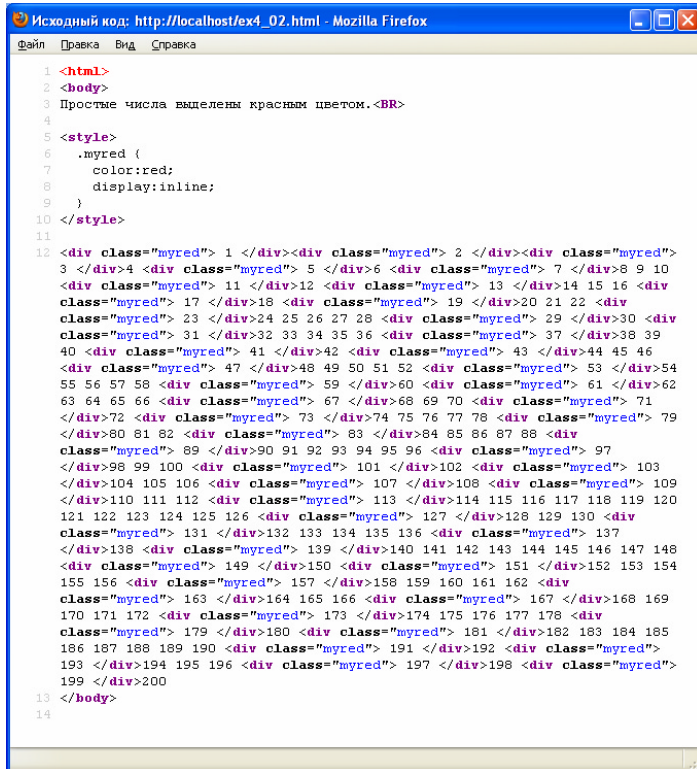 Исходный код: http://localhost/ex4_02.html - Mozilla Firefox
Файл Правка Вид Справка
1 <html>
2 <body>
3 Простые числа выделены красным цветом.<BR>
4
5 <style>
6 .myred {
7 color:red;
8 display:inline;
9 }
10 </style>
11
12 <div class="myred"> 1 </div><div class="myred"> 2 </div><div class="myred">
3 </div>4 <div class="myred"> 5 </div>6 <div class="myred"> 7 </div>8 9 10
<div class="myred"> 11 </div>12 <div class="myred"> 13 </div>14 15 16 <div
class="myred"> 17 </div>18 <div class="myred"> 19 </div>20 21 22 <div
class="myred"> 23 </div>24 25 26 27 28 <div class="myred"> 29 </div>30 <div
class="myred"> 31 </div>32 33 34 35 36 <div class="myred"> 37 </div>38 39
40 <div class="myred"> 41 </div>42 <div class="myred"> 43 </div>44 45 46
<div class="myred"> 47 </div>48 49 50 51 52 <div class="myred"> 53 </div>54
55 56 57 58 <div class="myred"> 59 </div>60 <div class="myred"> 61 </div>62
63 64 65 66 <div class="myred"> 67 </div>68 69 70 <div class="myred"> 71
</div>72 <div class="myred"> 73 </div>74 75 76 77 78 <div class="myred"> 79
</div>80 81 82 <div class="myred"> 83 </div>84 85 86 87 88 <div
class="myred"> 89 </div>90 91 92 93 94 95 96 <div class="myred"> 97
</div>98 99 100 <div class="myred"> 101 </div>102 <div class="myred"> 103
</div>104 105 106 <div class="myred"> 107 </div>108 <div class="myred"> 109
</div>110 111 112 <div class="myred"> 113 </div>114 115 116 117 118 119 120
121 122 123 124 125 126 <div class="myred"> 127 </div>128 129 130 <div
class="myred"> 131 </div>132 133 134 135 136 <div class="myred"> 137
</div>138 <div class="myred"> 139 </div>140 141 142 143 144 145 146 147 148
<div class="myred"> 149 </div>150 <div class="myred"> 151 </div>152 153 154
155 156 <div class="myred"> 157 </div>158 159 160 161 162 <div
class="myred"> 163 </div>164 165 166 <div class="myred"> 167 </div>168 169
170 171 172 <div class="myred"> 173 </div>174 175 176 177 178 <div
class="myred"> 179 </div>180 <div class="myred"> 181 </div>182 183 184 185
186 187 188 189 190 <div class="myred"> 191 </div>192 <div class="myred">
193 </div>194 195 196 <div class="myred"> 197 </div>198 <div class="myred">
199 </div>200
13 </body>
14